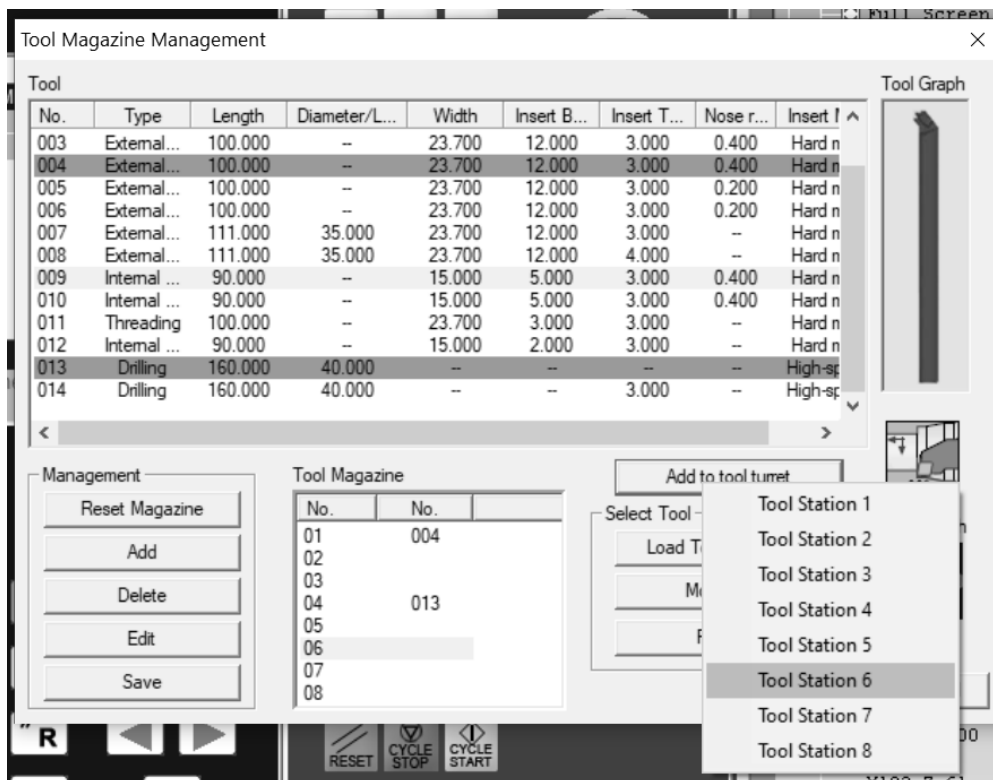 Full Screen
Tool Magazine Management
Tool
Tool Graph
No. Type Length Diameter/L... Width Insert B... Insert T... Nose r... Insert
003 External... 100.000 -- 23.700 12.000 3.000 0.400 Hard
004 External... 100.000 -- 23.700 12.000 3.000 0.400 Hard
005 External... 100.000 -- 23.700 12.000 3.000 0.200 Hard
006 External... 100.000 -- 23.700 12.000 3.000 0.200 Hard
007 External... 111.000 35.000 23.700 12.000 3.000 -- Hard
008 External... 111.000 35.000 23.700 12.000 4.000 -- Hard
009 Internal ... 90.000 -- 15.000 5.000 3.000 0.400 Hard
010 Internal ... 90.000 -- 15.000 5.000 3.000 0.400 Hard
011 Threading 100.000 -- 23.700 3.000 3.000 -- Hard
012 Internal ... 90.000 -- 15.000 2.000 3.000 -- Hard
013 Drilling 160.000 40.000 -- -- -- -- High-sp
014 Drilling 160.000 40.000 -- -- 3.000 -- High-sp
Management
Reset Magazine
Add
Delete
Edit
Save
Tool Magazine
No. No.
01 004
02
03
04 013
05
06
07
08
Add to tool turret
Select Tool
Load
Tool Station 1
Tool Station 2
Tool Station 3
Tool Station 4
Tool Station 5
Tool Station 6
Tool Station 7
Tool Station 8
R
RESET
CYCLE STOP
CYCLE START